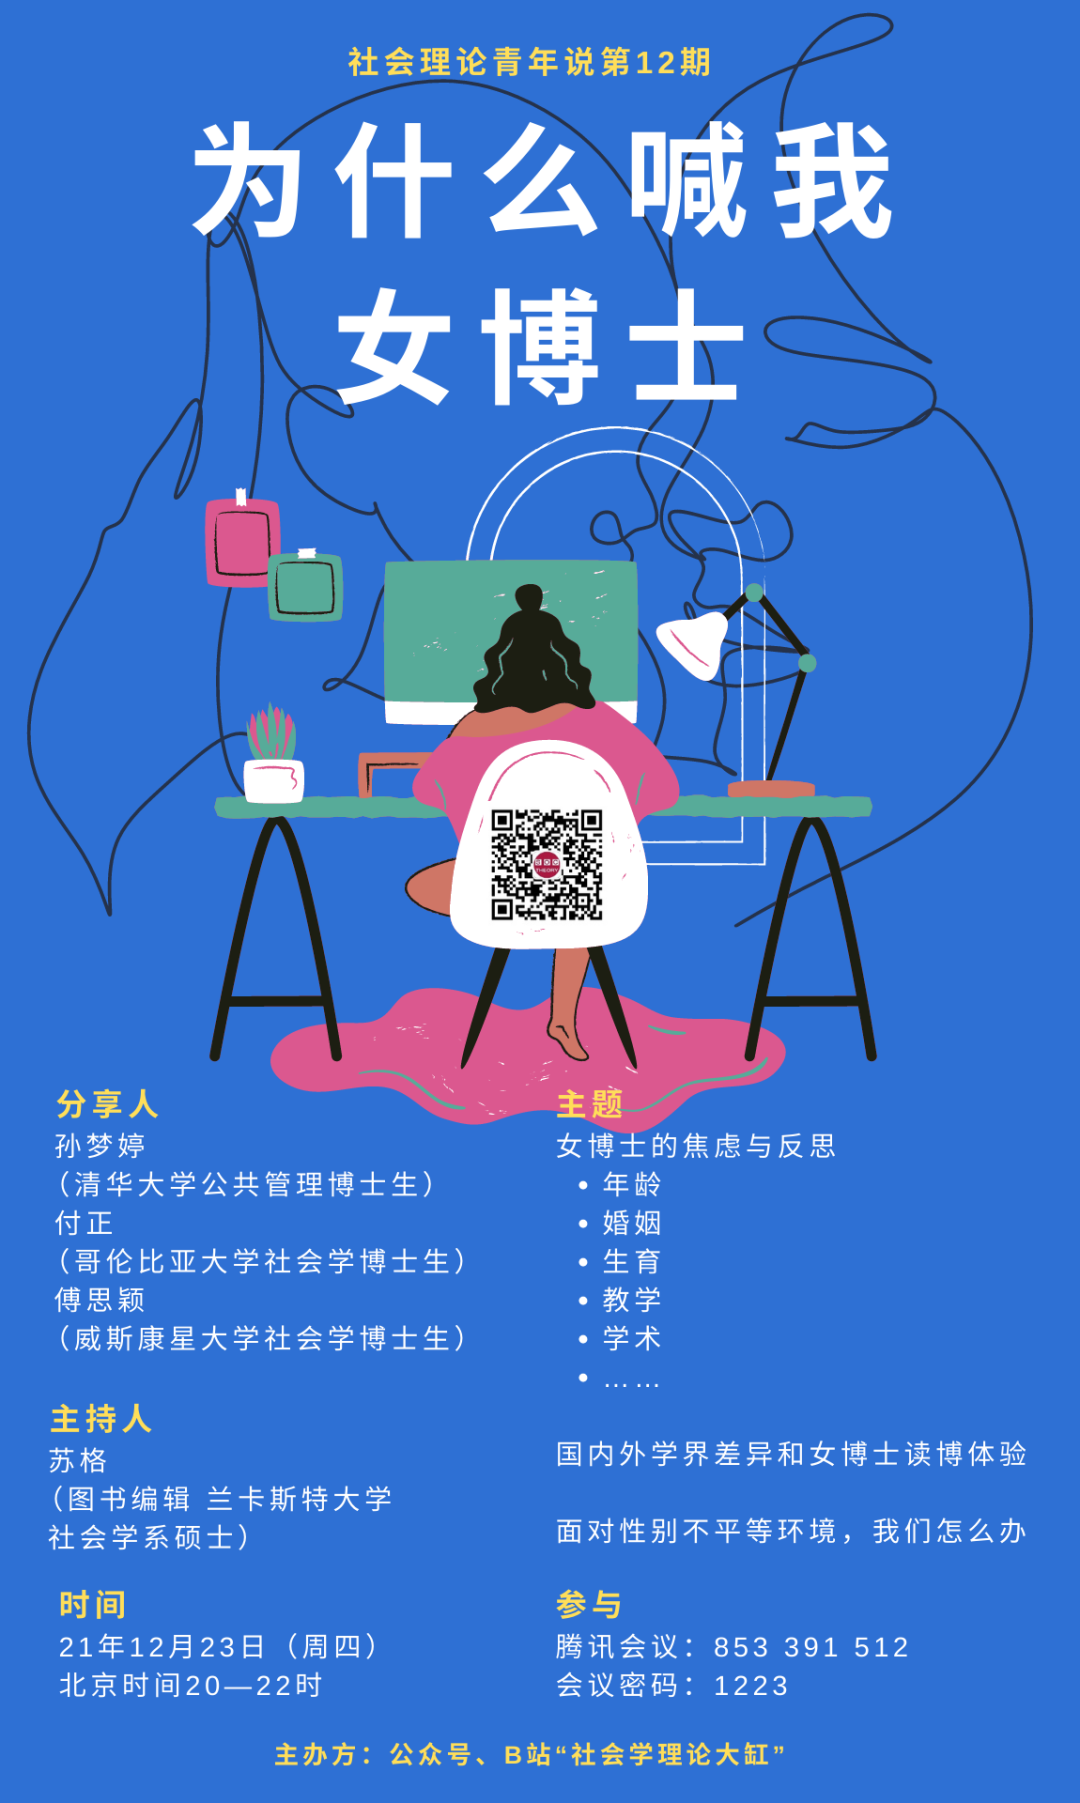 社会理论青年说第12期
为什么喊我
女博士
THEORY
分享人
孙梦婷
（清华大学公共管理博士生）
付正
（哥伦比亚大学社会学博士生）
傅思颖
（威斯康星大学社会学博士生）
主持人
苏格
（图书编辑 兰卡斯特大学
社会学系硕士）
时间
21年12月23日（周四）
北京时间20—22时
主题
女博士的焦虑与反思
• 年龄
• 婚姻
• 生育
• 教学
• 学术
• ……
国内外学界差异和女博士读博体验
面对性别不平等环境，我们怎么办
参与
腾讯会议：853 391 512
会议密码：1223
主办方：公众号、B站“社会学理论大缸”